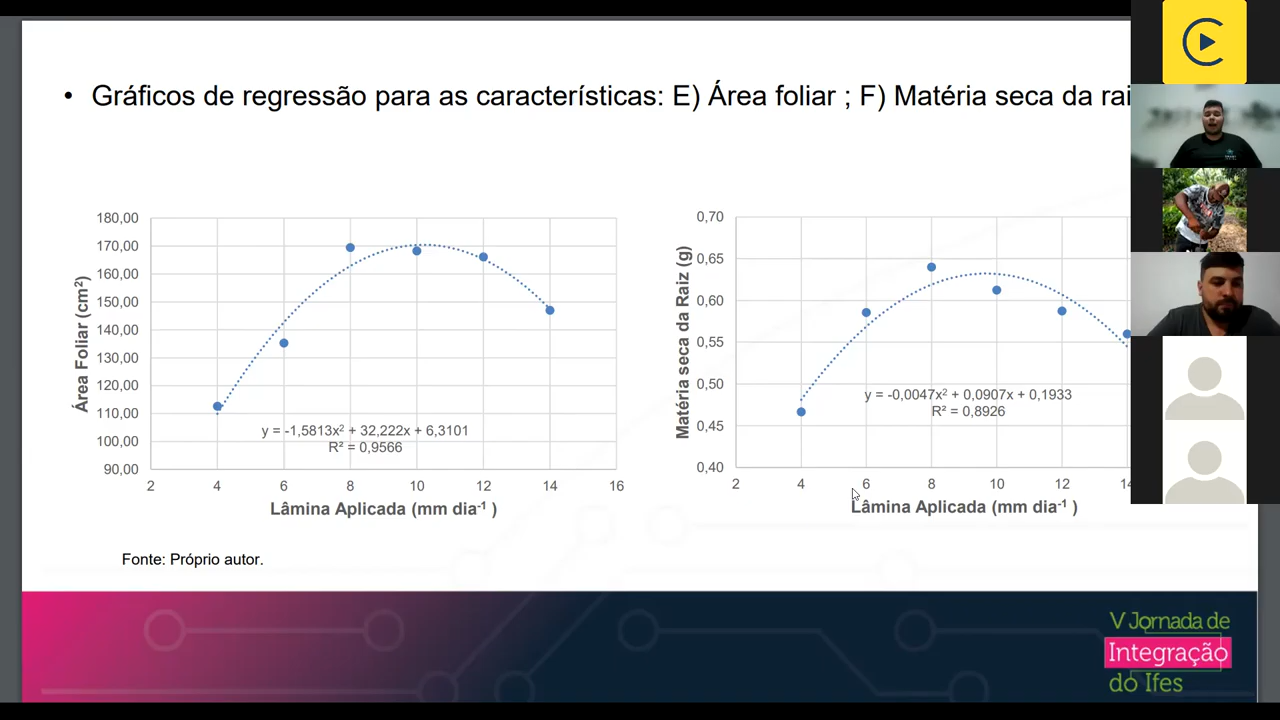 • Gráficos de regressão para as características: E) Área foliar ; F) Matéria seca da rai
180,00
170,00
160,00
150,00
140,00
130,00
120,00
110,00
100,00
90,00
Área Foliar (cm²)
y = -1,5813x² + 32,222x + 6,3101
R² = 0,9566
2 4 6 8 10 12 14 16
Lâmina Aplicada (mm dia⁻¹ )
0,70
0,65
0,60
0,55
0,50
0,45
0,40
Matéria seca da Raiz (g)
y = -0,0047x² + 0,0907x + 0,1933
R² = 0,8926
2 4 6 8 10 12 14
Lâmina Aplicada (mm dia⁻¹ )
Fonte: Próprio autor.
V Jornada de
Integração
do Ifes